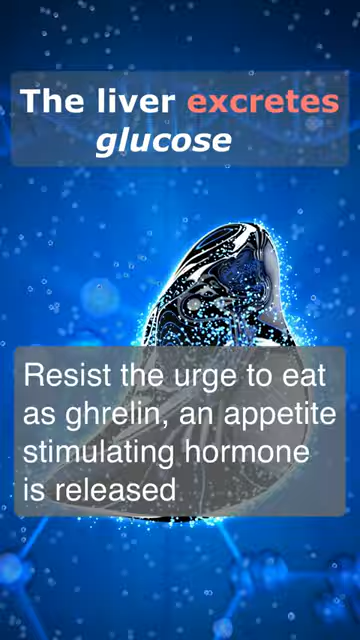 The liver excretes
glucose
Resist the urge to eat
as ghrelin, an appetite
stimulating hormone
is released